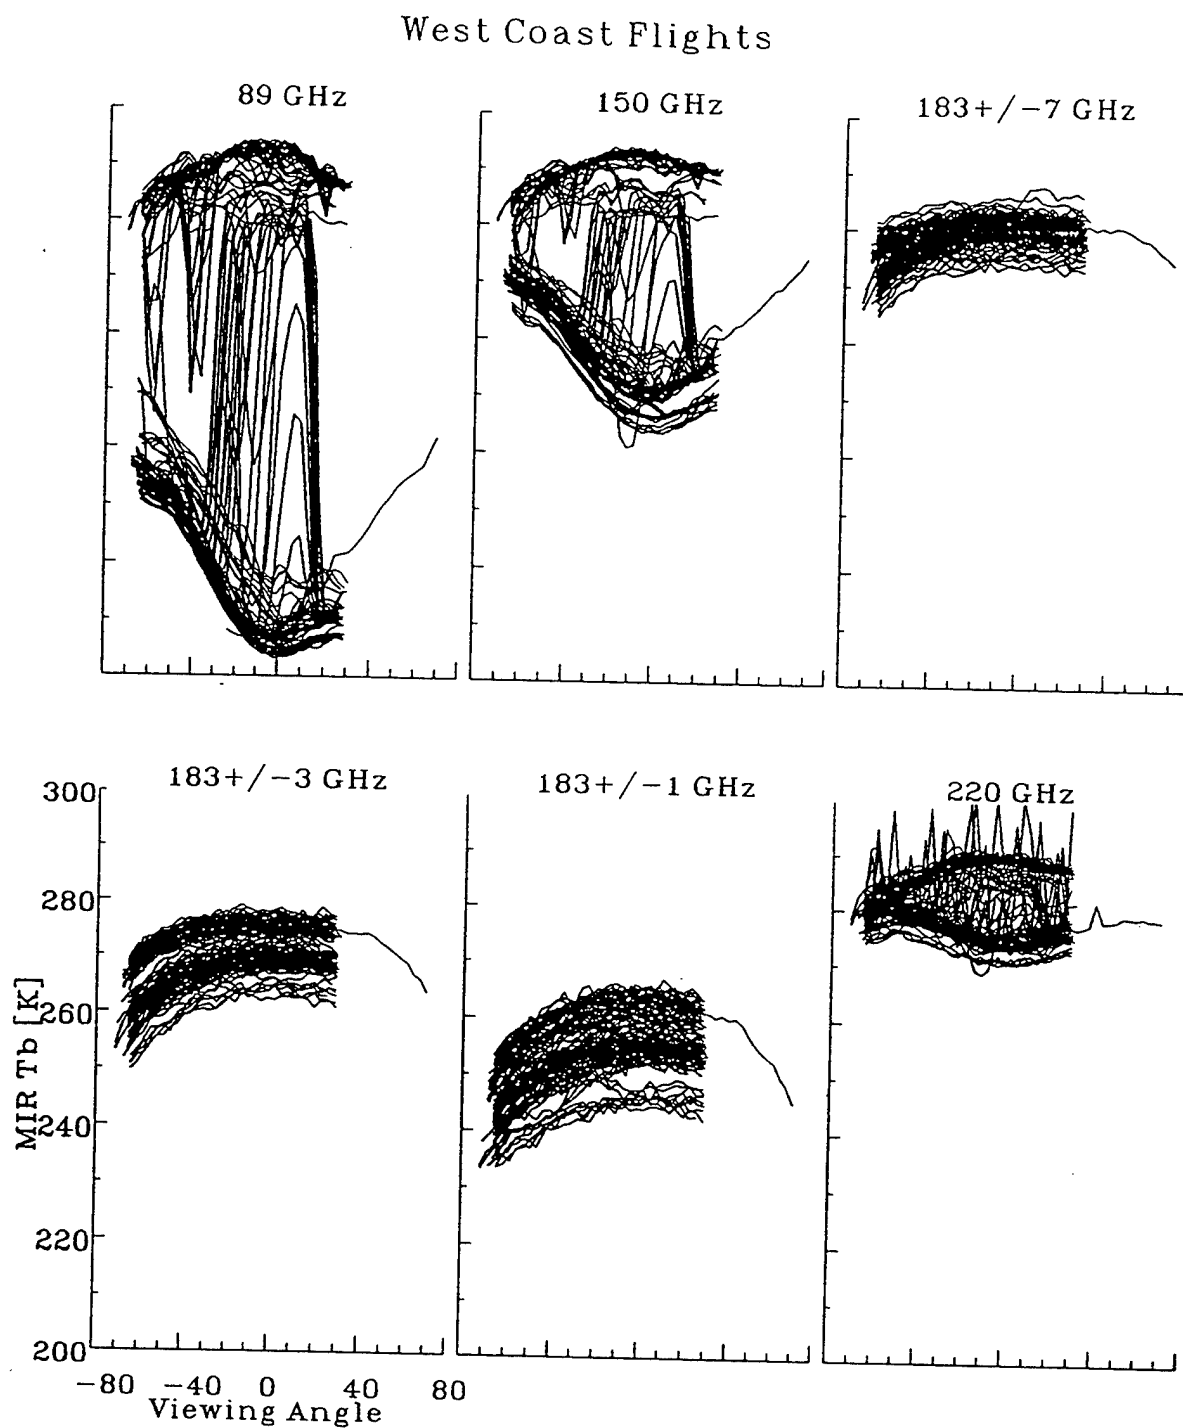 West Coast Flights
89 GHz
150 GHz
183+/-7 GHz
183+/-3 GHz
183+/-1 GHz
220 GHz
300
280
260
240
220
200
MIR Tb [K]
-80 -40 0 40 80
Viewing Angle